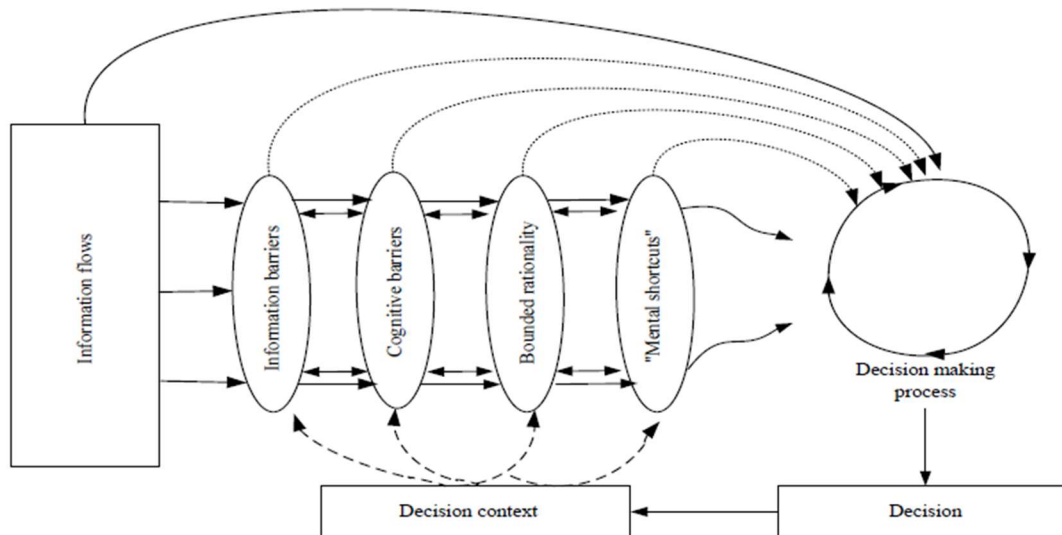 Information flows
Information barriers
Cognitive barriers
Bounded rationality
"Mental shortcuts"
Decision making
process
Decision context
Decision